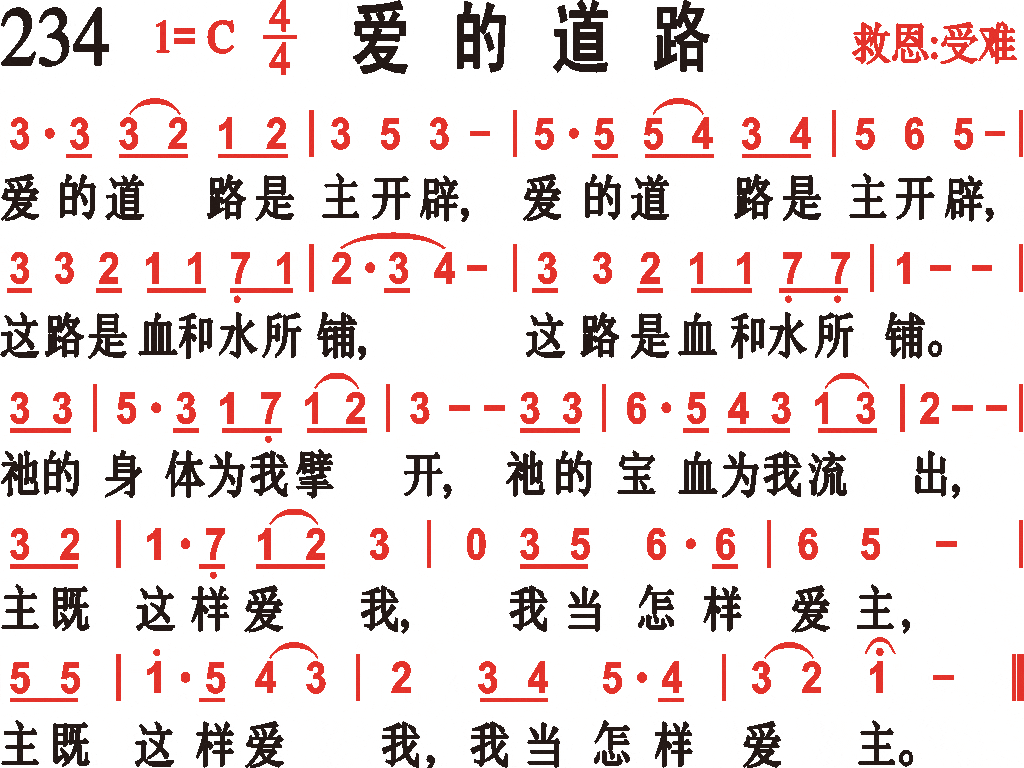 234 1=C 4/4 爱的道路 救恩:受难
3·3 3 2 1 2 | 3 5 3 – | 5·5 5 4 3 4 | 5 6 5 – |
爱的道 路是 主开辟, 爱的道 路是 主开辟,
3 3 2 1 1 7 1 | 2·3 4 – | 3 3 2 1 1 7 7 | 1 – – |
这路是血和水所铺, 这路是血和水所 铺。
3 3 | 5·3 1 7 1 2 | 3 – – 3 3 | 6·5 4 3 1 3 | 2 – – |
祂的 身 体为我擘 开, 祂的 宝 血为我流 出,
3 2 | 1·7 1 2 3 | 0 3 5 6·6 | 6 5 – |
主既 这样爱 我, 我当 怎样 爱主,
5 5 | 1·5 4 3 | 2 3 4 5·4 | 3 2 1 – ‖
主既 这样爱 我, 我当怎样 爱 主。